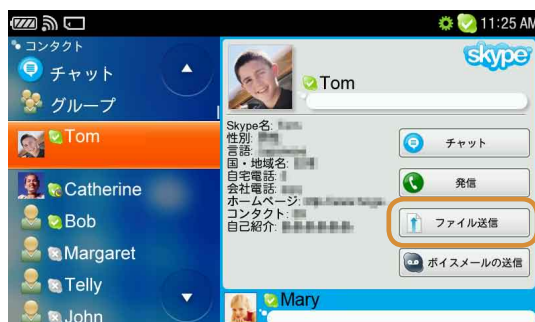 11:25 AM
コンタクト
チャット
グループ
Tom
Catherine
Bob
Margaret
Telly
John
skype
Tom
Skype名:
性別:
言語:
国・地域名:
自宅電話:
会社電話:
ホームページ:
コンタクト:
自己紹介:
チャット
発信
ファイル送信
ボイスメールの送信
Mary